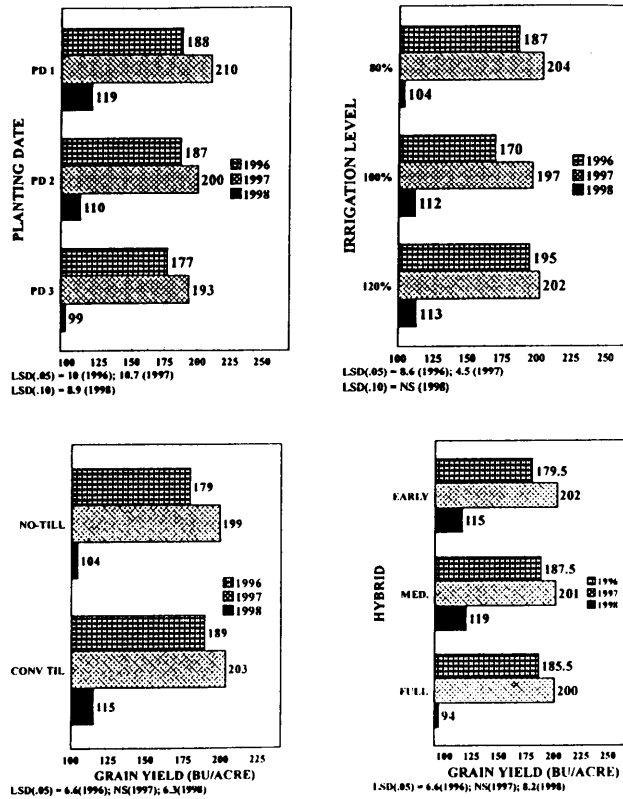 PLANTING DATE
PD 1
188
210
119
PD 2
187
200
110
PD 3
177
193
99
1996
1997
1998
100 125 150 175 200 225 250
LSD(.05) = 10 (1996); 10.7 (1997)
LSD(.10) = 8.9 (1998)
IRRIGATION LEVEL
80%
187
204
104
100%
170
197
112
120%
195
202
113
1996
1997
1998
100 125 150 175 200 225 250
LSD(.05) = 8.6 (1996); 4.5 (1997)
LSD(.10) = NS (1998)
NO-TILL
179
199
104
CONV TIL
189
203
115
1996
1997
1998
100 120 140 160 180 200 220 240
GRAIN YIELD (BU/ACRE)
LSD(.05) = 6.6(1996); NS(1997); 6.3(1998)
HYBRID
EARLY
179.5
202
115
MED.
187.5
201
119
FULL
185.5
200
94
1996
1997
1998
100 125 150 175 200 225 250
GRAIN YIELD (BU/ACRE)
LSD(.05) = 6.6(1996); NS(1997); 8.2(1998)